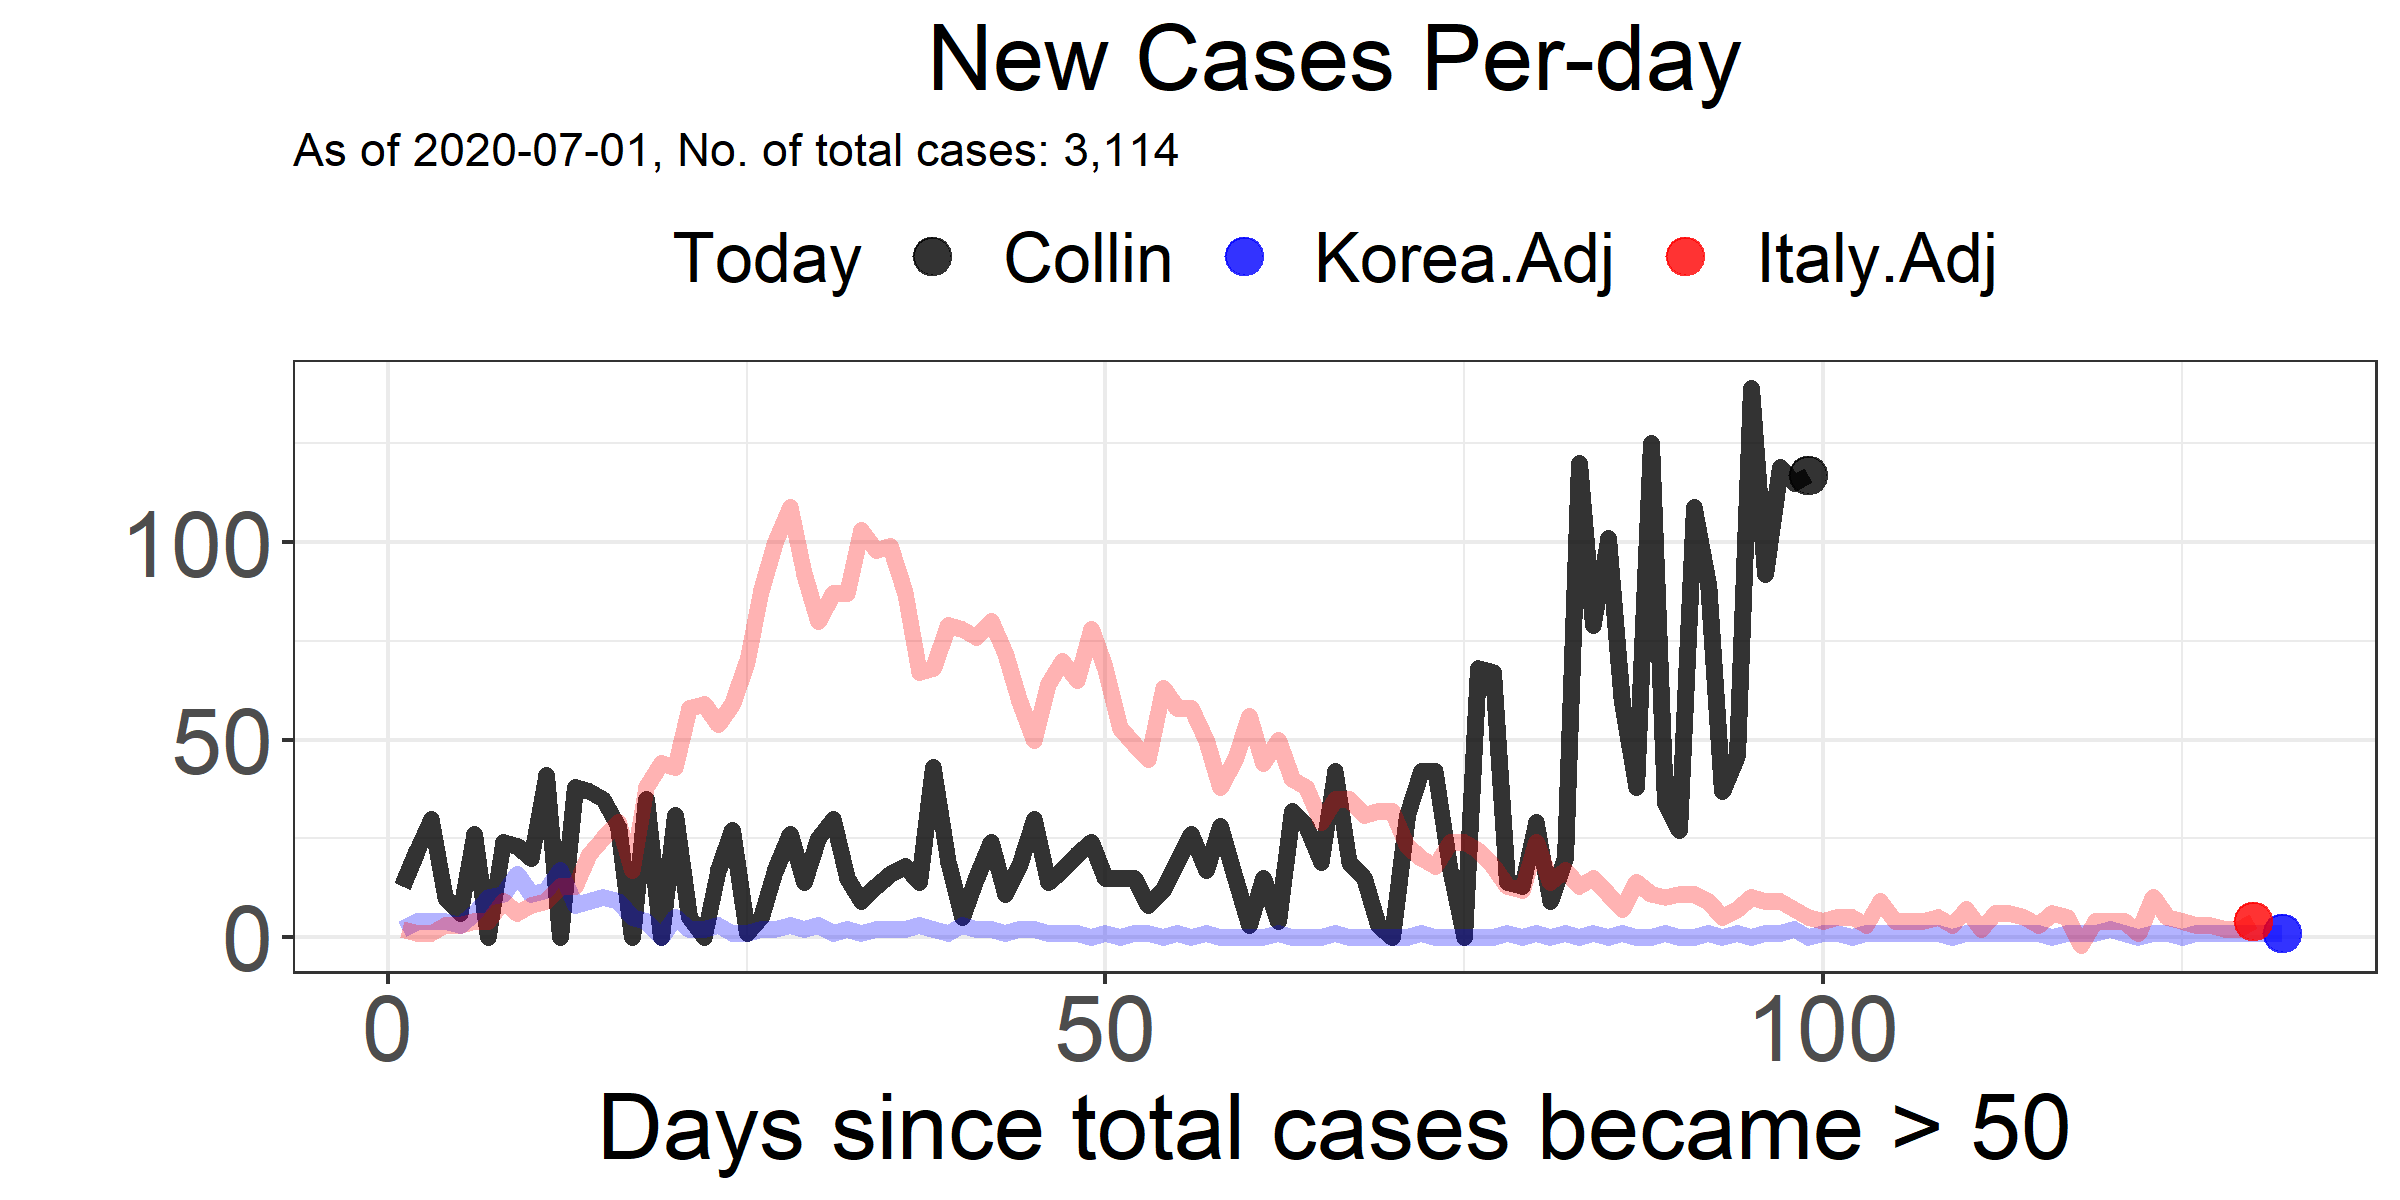 New Cases Per-day
As of 2020-07-01, No. of total cases: 3,114
Today Collin Korea.Adj Italy.Adj
100
50
0
0 50 100
Days since total cases became > 50